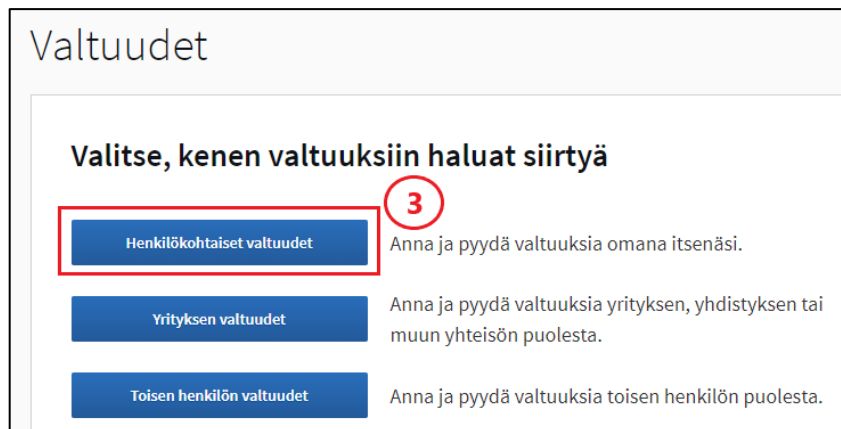 Valtuudet
Valitse, kenen valtuuksiin haluat siirtyä
3
Henkilökohtaiset valtuudet
Anna ja pyydä valtuuksia omana itsenäsi.
Yrityksen valtuudet
Anna ja pyydä valtuuksia yrityksen, yhdistyksen tai
muun yhteisön puolesta.
Toisen henkilön valtuudet
Anna ja pyydä valtuuksia toisen henkilön puolesta.